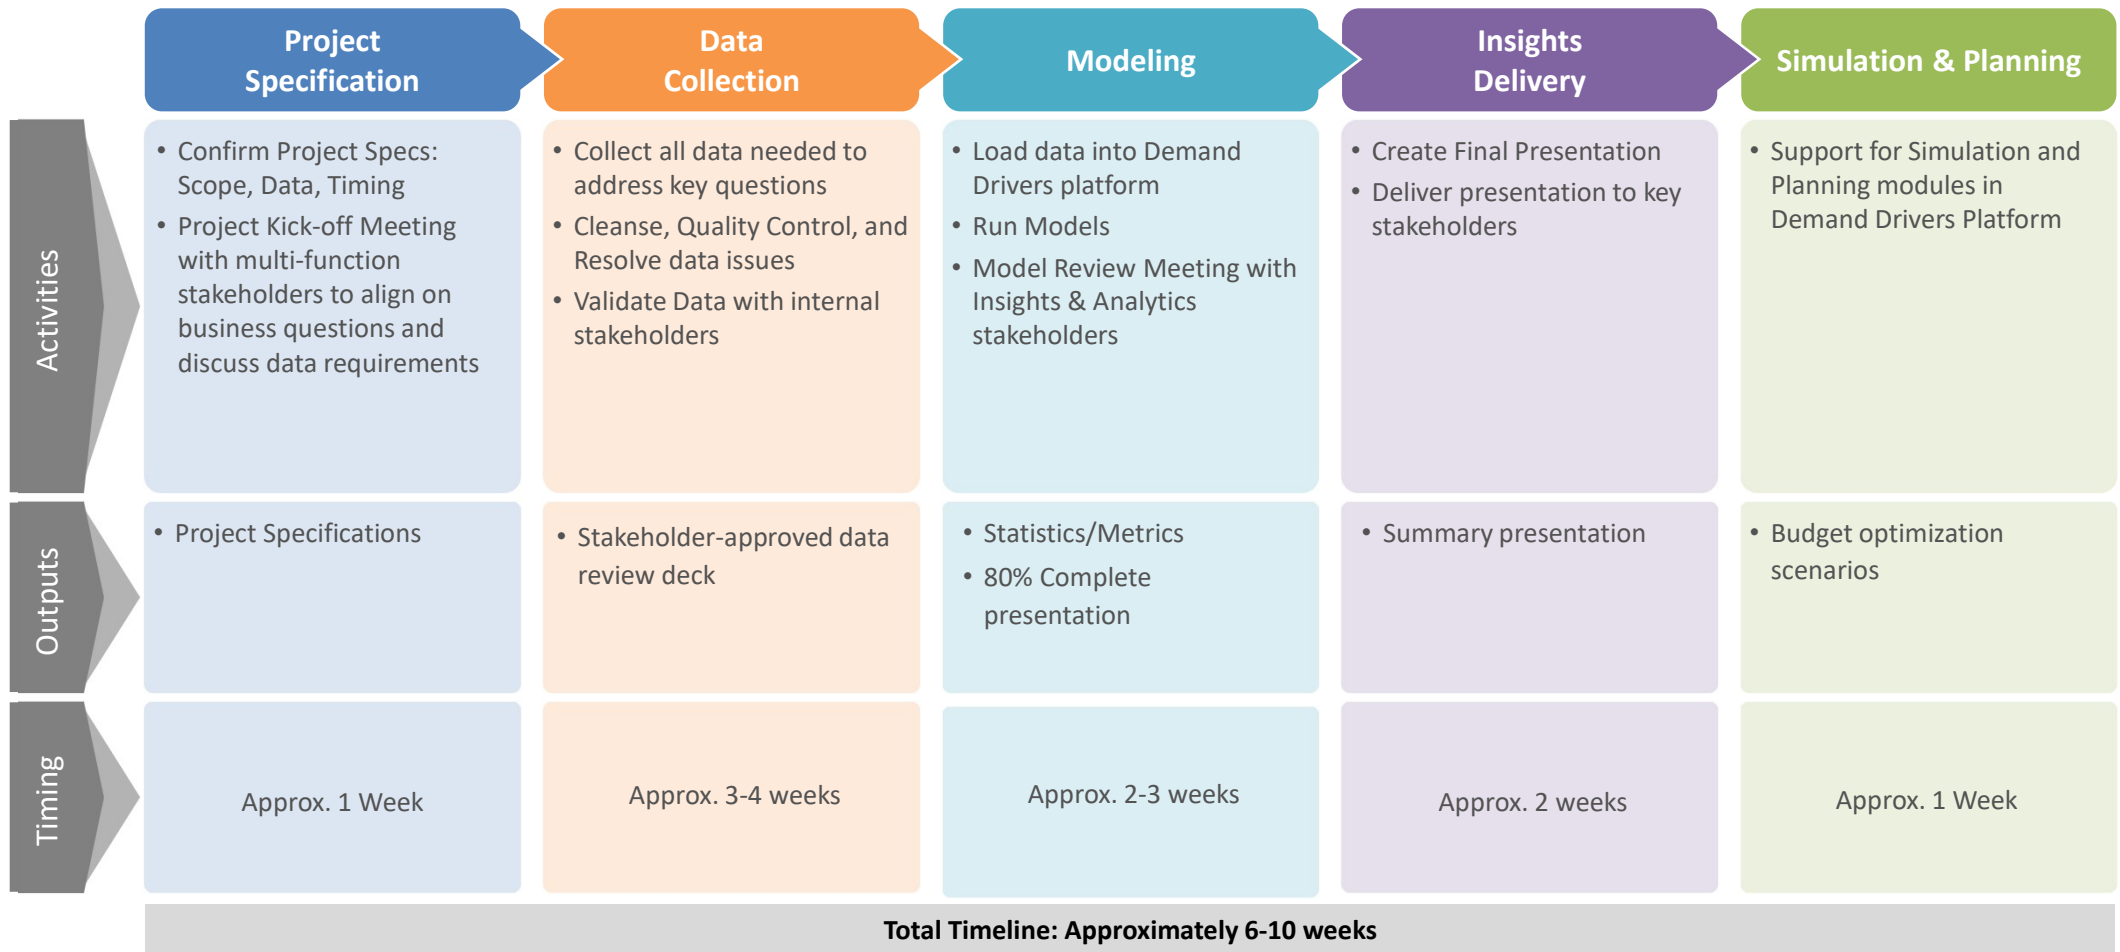 Project
Specification
Data
Collection
Modeling
Insights
Delivery
Simulation & Planning
Activities
• Confirm Project Specs:
Scope, Data, Timing
• Project Kick-off Meeting
with multi-function
stakeholders to align on
business questions and
discuss data requirements
• Collect all data needed to
address key questions
• Cleanse, Quality Control, and
Resolve data issues
• Validate Data with internal
stakeholders
• Load data into Demand
Drivers platform
• Run Models
• Model Review Meeting with
Insights & Analytics
stakeholders
• Create Final Presentation
• Deliver presentation to key
stakeholders
• Support for Simulation and
Planning modules in
Demand Drivers Platform
Outputs
• Project Specifications
• Stakeholder-approved data
review deck
• Statistics/Metrics
• 80% Complete
presentation
• Summary presentation
• Budget optimization
scenarios
Timing
Approx. 1 Week
Approx. 3-4 weeks
Approx. 2-3 weeks
Approx. 2 weeks
Approx. 1 Week
Total Timeline: Approximately 6-10 weeks